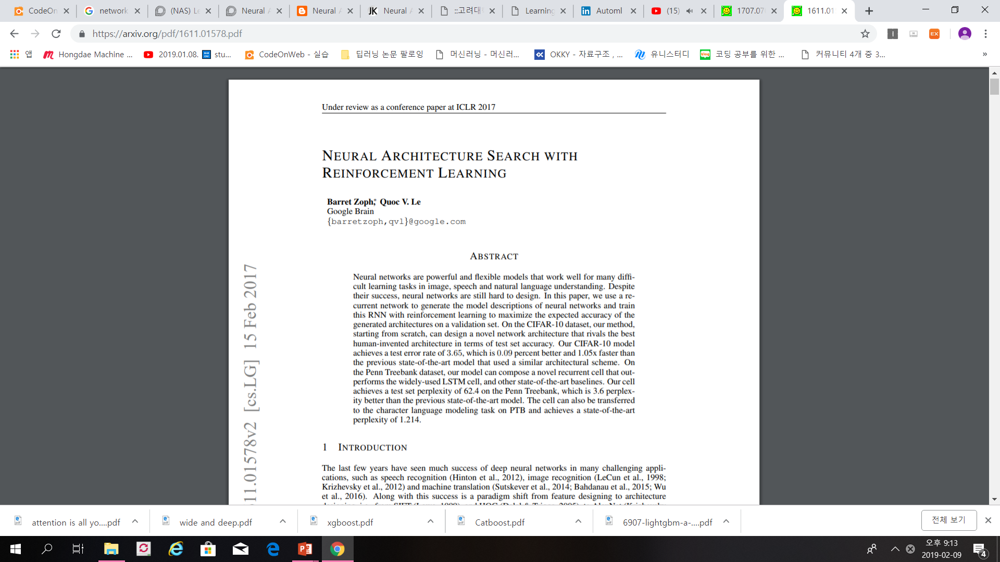 CodeOn
network
(NAS) Le
Neural A
Neural A
JK Neural A
::고려대
Learning
in Automl
(15)
1707.07
1611.01
https://arxiv.org/pdf/1611.01578.pdf
EX
앱
Hongdae Machine ...
2019.01.08.
stu...
CodeOnWeb - 실습
딥러닝 논문 팔로잉
머신러닝 - 머신러...
OKKY - 자료구조 , ...
유니스터디
blog 코딩 공부를 위한 ...
커뮤니티 4개 중 3...
»
Under review as a conference paper at ICLR 2017
NEURAL ARCHITECTURE SEARCH WITH
REINFORCEMENT LEARNING
Barret Zoph,* Quoc V. Le
Google Brain
{barretzoph,qvl}@google.com
ABSTRACT
Neural networks are powerful and flexible models that work well for many diffi-
cult learning tasks in image, speech and natural language understanding. Despite
their success, neural networks are still hard to design. In this paper, we use a re-
current network to generate the model descriptions of neural networks and train
this RNN with reinforcement learning to maximize the expected accuracy of the
generated architectures on a validation set. On the CIFAR-10 dataset, our method,
starting from scratch, can design a novel network architecture that rivals the best
human-invented architecture in terms of test set accuracy. Our CIFAR-10 model
achieves a test error rate of 3.65, which is 0.09 percent better and 1.05x faster than
the previous state-of-the-art model that used a similar architectural scheme. On
the Penn Treebank dataset, our model can compose a novel recurrent cell that out-
performs the widely-used LSTM cell, and other state-of-the-art baselines. Our cell
achieves a test set perplexity of 62.4 on the Penn Treebank, which is 3.6 perplex-
ity better than the previous state-of-the-art model. The cell can also be transferred
to the character language modeling task on PTB and achieves a state-of-the-art
perplexity of 1.214.
1 INTRODUCTION
The last few years have seen much success of deep neural networks in many challenging appli-
cations, such as speech recognition (Hinton et al., 2012), image recognition (LeCun et al., 1998;
Krizhevsky et al., 2012) and machine translation (Sutskever et al., 2014; Bahdanau et al., 2015; Wu
et al., 2016). Along with this success is a paradigm shift from feature designing to architecture
611.01578v2 [cs.LG] 15 Feb 2017
attention is all yo....pdf
wide and deep.pdf
xgboost.pdf
Catboost.pdf
6907-lightgbm-a-....pdf
전체 보기
오후 9:13
2019-02-09
4